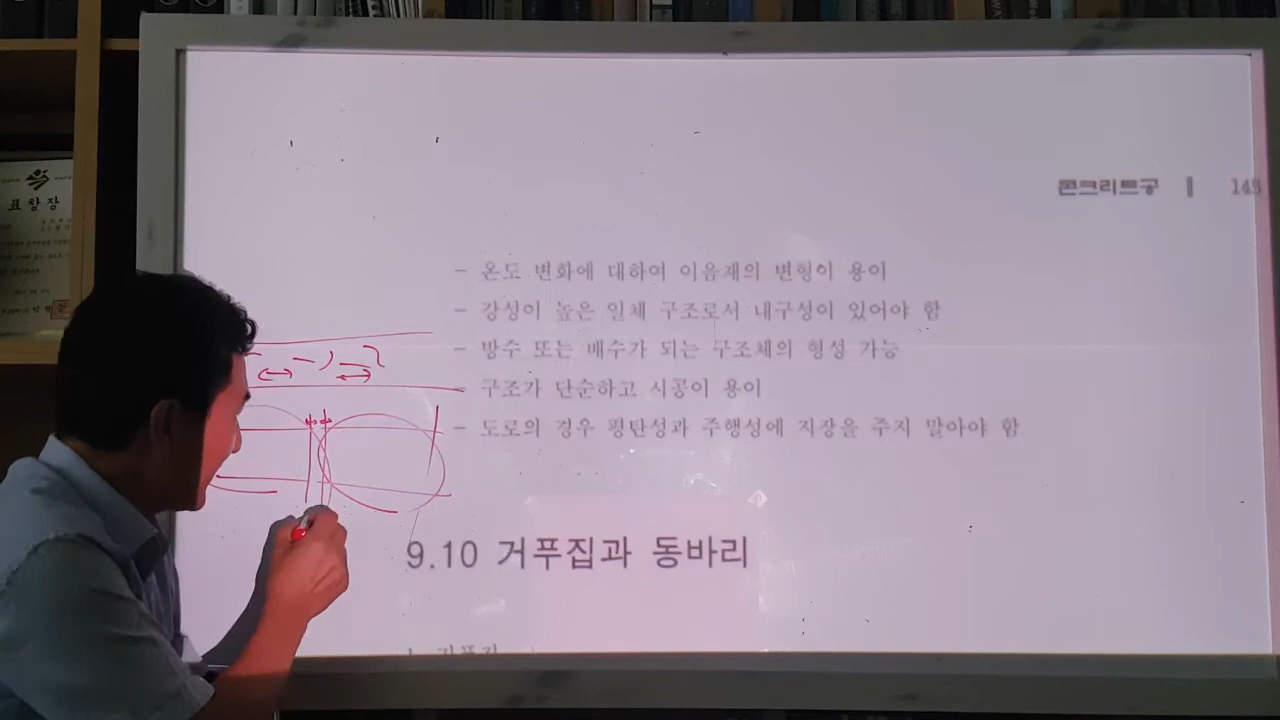 표창장
콘크리트공 | 143
- 온도 변화에 대하여 이음재의 변형이 용이
- 강성이 높은 일체 구조로서 내구성이 있어야 함
- 방수 또는 배수가 되는 구조체의 형성 가능
- 구조가 단순하고 시공이 용이
- 도로의 경우 평탄성과 주행성에 지장을 주지 말아야 함
9.10 거푸집과 동바리